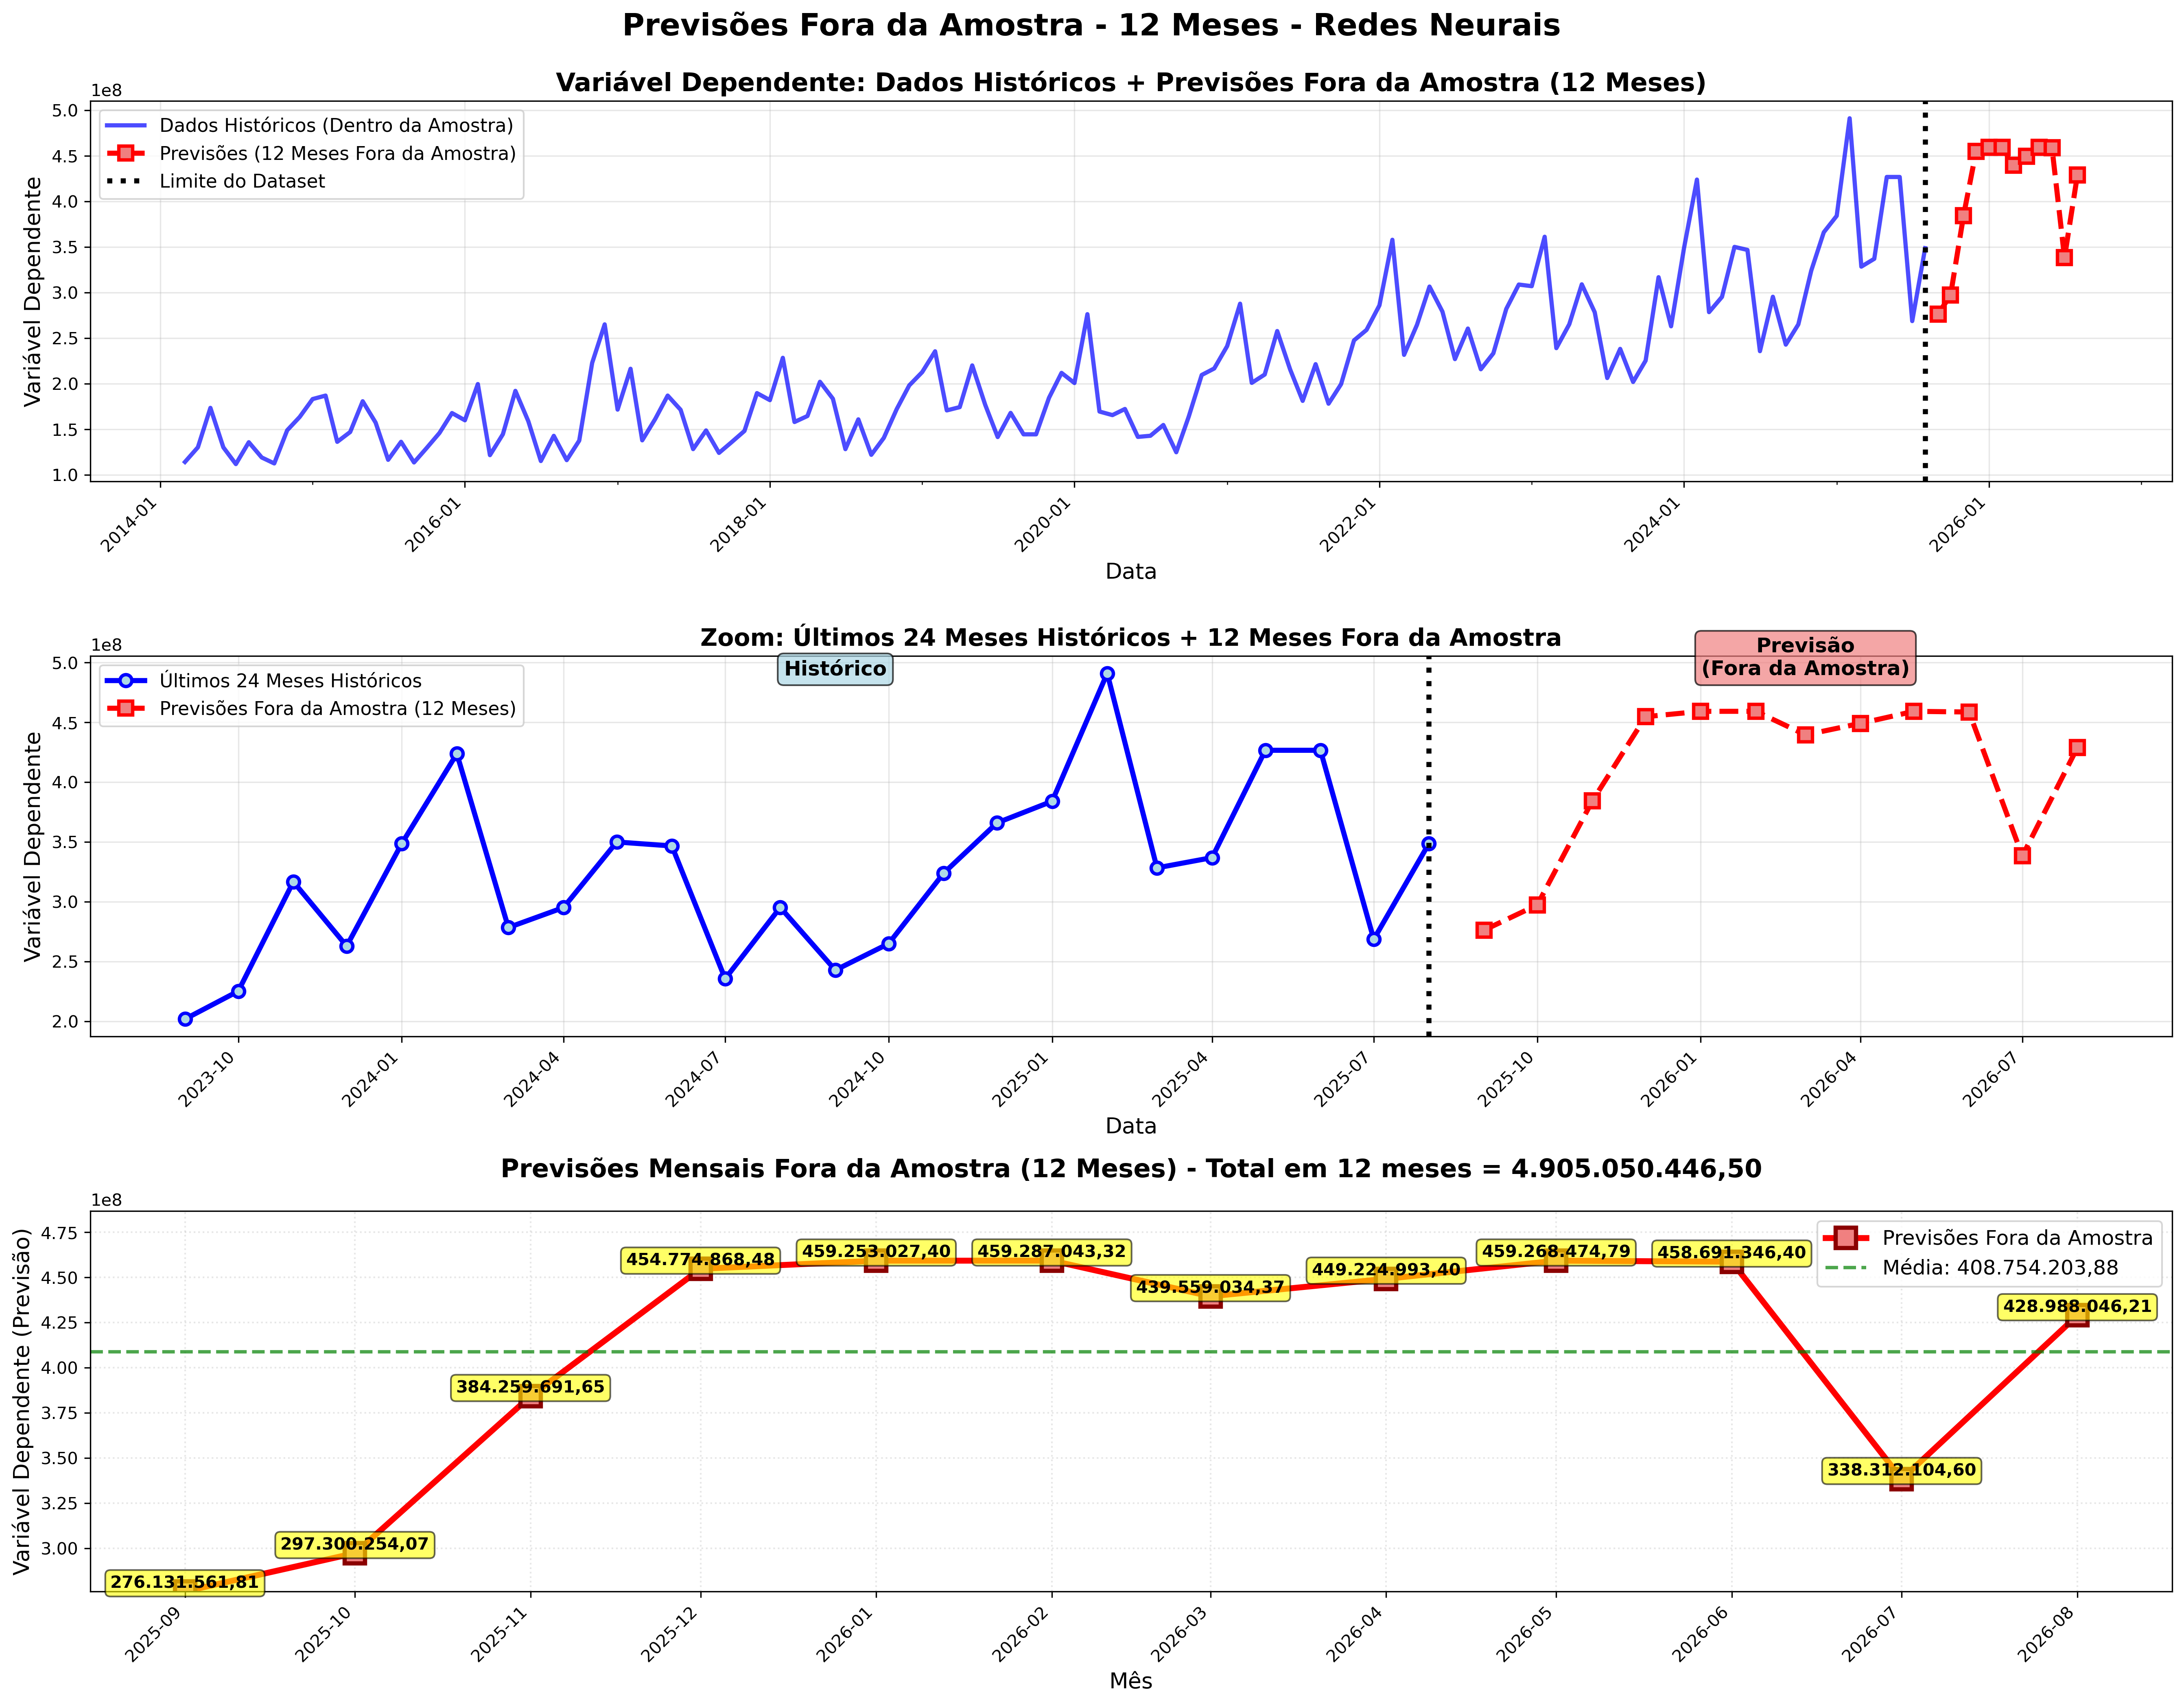 Previsões Fora da Amostra - 12 Meses - Redes Neurais
Variável Dependente: Dados Históricos + Previsões Fora da Amostra (12 Meses)
1e8
5.0
4.5
4.0
3.5
3.0
2.5
2.0
1.5
1.0
Variável Dependente
Dados Históricos (Dentro da Amostra)
Previsões (12 Meses Fora da Amostra)
Limite do Dataset
2014-01
2016-01
2018-01
2020-01
2022-01
2024-01
2026-01
Data
Zoom: Últimos 24 Meses Históricos + 12 Meses Fora da Amostra
1e8
5.0
4.5
4.0
3.5
3.0
2.5
2.0
Variável Dependente
Últimos 24 Meses Históricos
Previsões Fora da Amostra (12 Meses)
Histórico
Previsão
(Fora da Amostra)
2023-10
2024-01
2024-04
2024-07
2024-10
2025-01
2025-04
2025-07
2025-10
2026-01
2026-04
2026-07
Data
Previsões Mensais Fora da Amostra (12 Meses) - Total em 12 meses = 4.905.050.446,50
1e8
4.75
4.50
4.25
4.00
3.75
3.50
3.25
3.00
Variável Dependente (Previsão)
Previsões Fora da Amostra
Média: 408.754.203,88
276.131.561,81
297.300.254,07
384.259.691,65
454.774.868,48
459.253.027,40
459.287.043,32
439.559.034,37
449.224.993,40
459.268.474,79
458.691.346,40
338.312.104,60
428.988.046,21
2025-09
2025-10
2025-11
2025-12
2026-01
2026-02
2026-03
2026-04
2026-05
2026-06
2026-07
2026-08
Mês